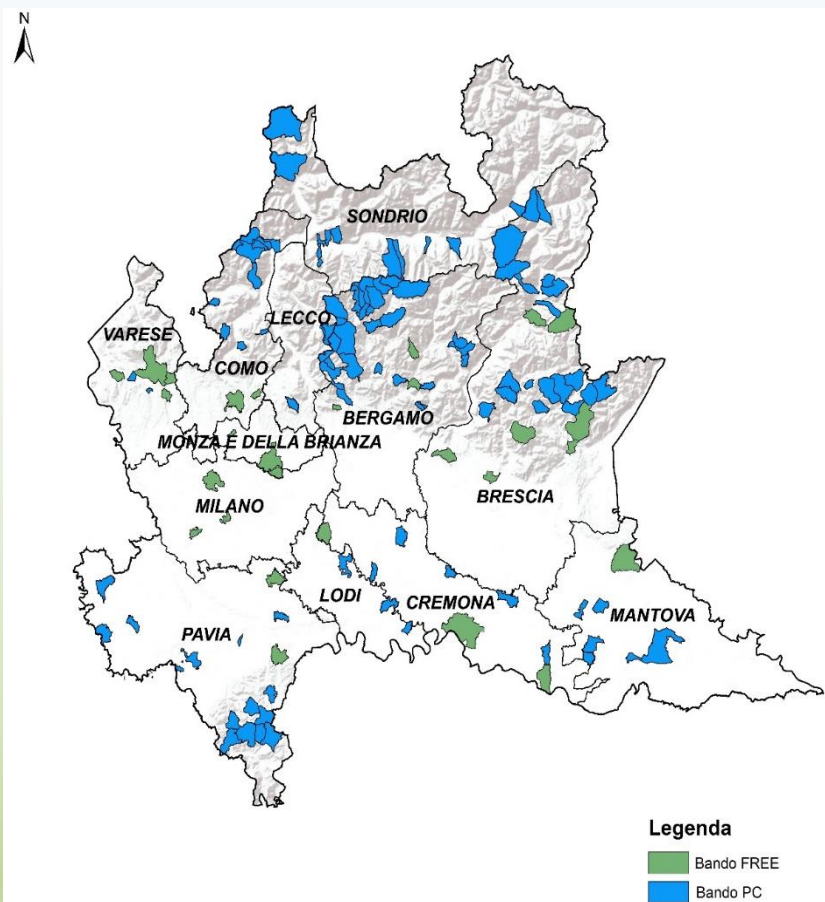 N
SONDRIO
VARESE
LECCO
COMO
BERGAMO
MONZA E DELLA BRIANZA
BRESCIA
MILANO
LODI
CREMONA
MANTOVA
PAVIA
Legenda
Bando FREE
Bando PC